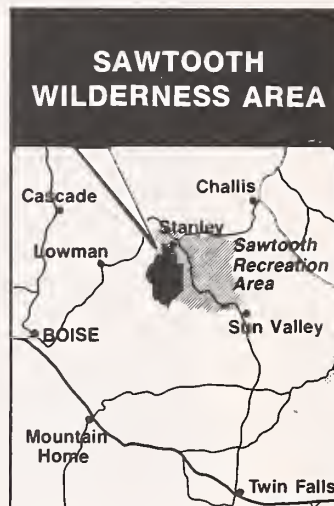 SAWTOOTH
WILDERNESS AREA
Cascade
Challis
Stanley
Lowman
Sawtooth
Recreation
Area
BOISE
Sun Valley
Mountain
Home
Twin Falls